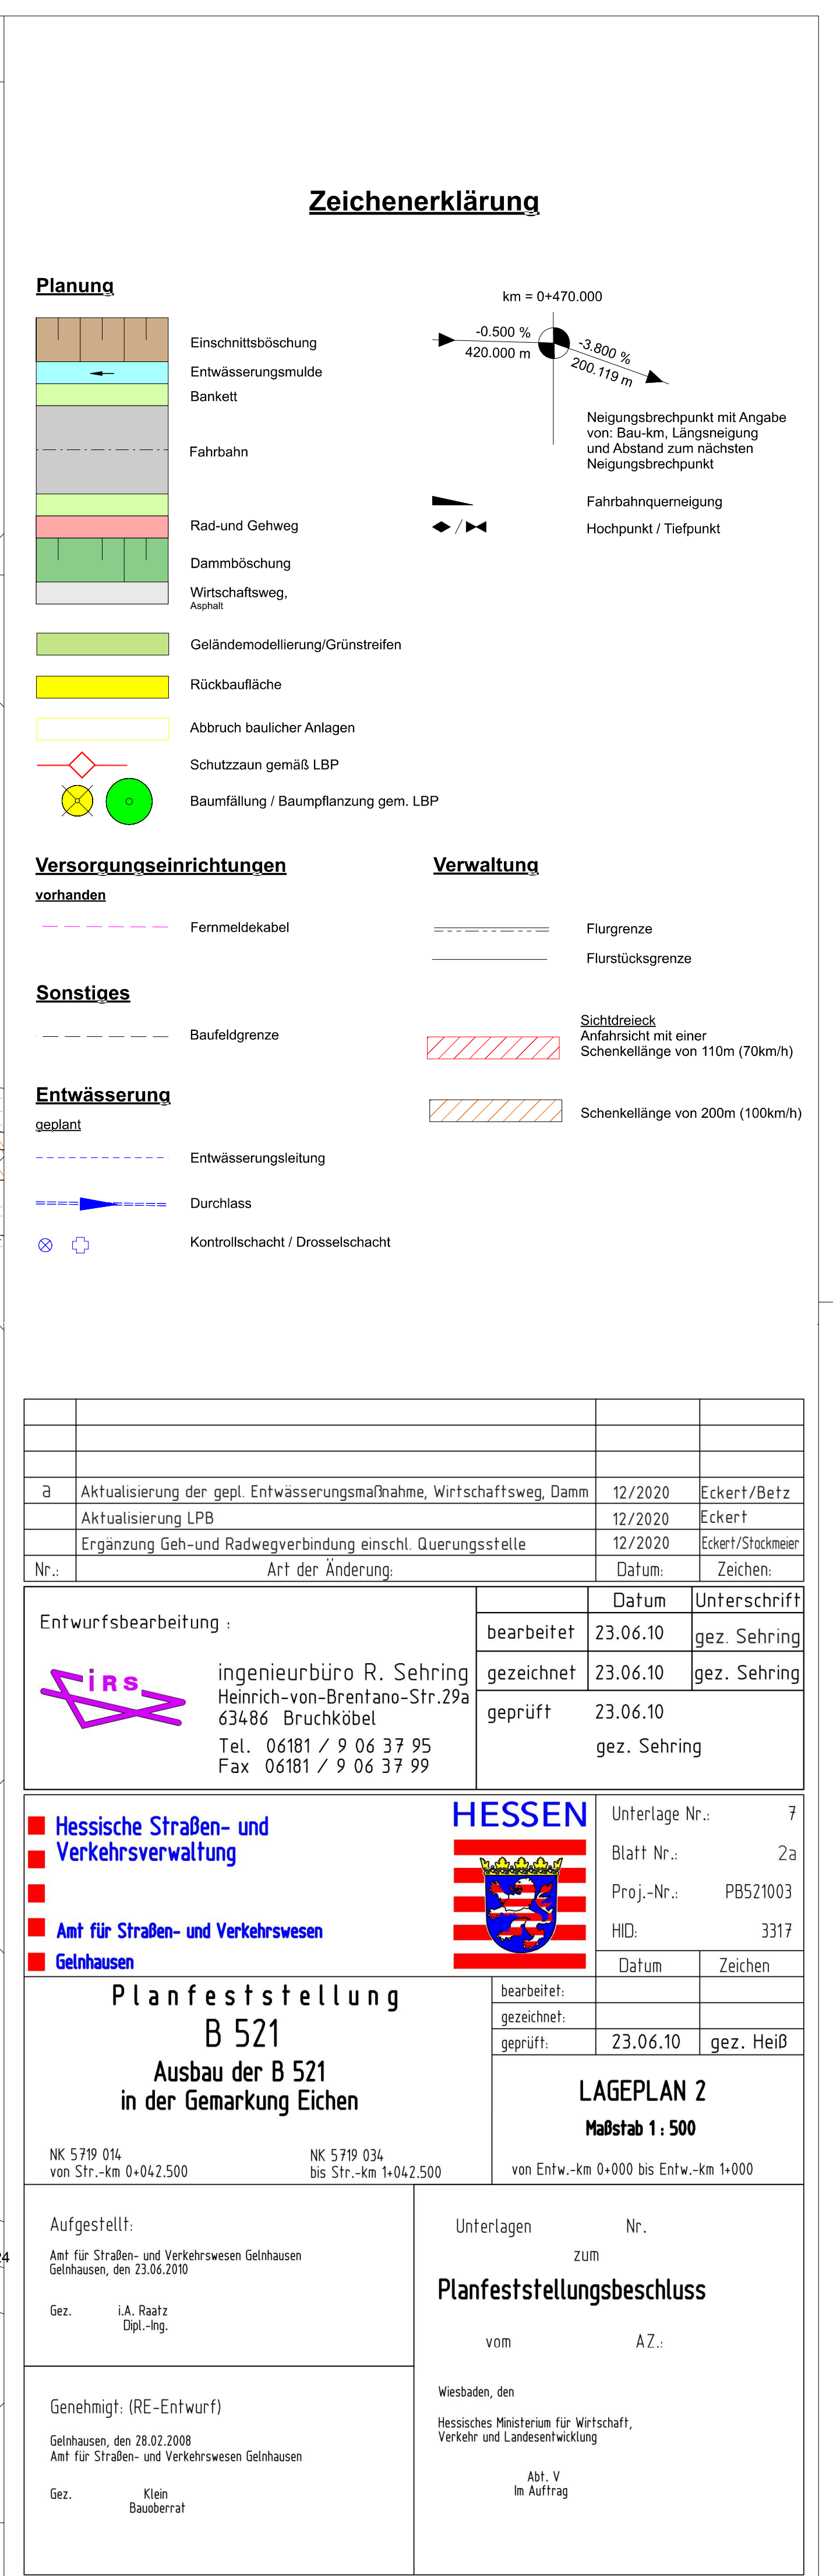 Zeichenerklärung
Planung
Einschnittsböschung
Entwässerungsmulde
Bankett
Fahrbahn
Rad-und Gehweg
Dammböschung
Wirtschaftsweg,
Asphalt
Geländemodellierung/Grünstreifen
Rückbaufläche
Abbruch baulicher Anlagen
Schutzzaun gemäß LBP
Baumfällung / Baumpflanzung gem. LBP
km = 0+470.000
-0.500 %
420.000 m
-3.800 %
200.119 m
Neigungsbrechpunkt mit Angabe
von: Bau-km, Längsneigung
und Abstand zum nächsten
Neigungsbrechpunkt
Fahrbahnquerneigung
/
Hochpunkt / Tiefpunkt
Versorgungseinrichtungen
vorhanden
Fernmeldekabel
Verwaltung
Flurgrenze
Flurstücksgrenze
Sonstiges
Baufeldgrenze
Sichtdreieck
Anfahrsicht mit einer
Schenkellänge von 110m (70km/h)
Schenkellänge von 200m (100km/h)
Entwässerung
geplant
Entwässerungsleitung
Durchlass
Kontrollschacht / Drosselschacht
a Aktualisierung der gepl. Entwässerungsmaßnahme, Wirtschaftsweg, Damm 12/2020 Eckert/Betz
Aktualisierung LPB 12/2020 Eckert
Ergänzung Geh-und Radwegverbindung einschl. Querungsstelle 12/2020 Eckert/Stockmeier
Nr.: Art der Änderung: Datum: Zeichen:
Entwurfsbearbeitung :
iRS
ingenieurbüro R. Sehring
Heinrich-von-Brentano-Str.29a
63486 Bruchköbel
Tel. 06181 / 9 06 37 95
Fax 06181 / 9 06 37 99
Datum Unterschrift
bearbeitet 23.06.10 gez. Sehring
gezeichnet 23.06.10 gez. Sehring
geprüft 23.06.10
gez. Sehring
Hessische Straßen- und
Verkehrsverwaltung
Amt für Straßen- und Verkehrswesen
Gelnhausen
HESSEN
Unterlage Nr.: 7
Blatt Nr.: 2a
Proj.-Nr.: PB521003
HID: 3317
Datum Zeichen
bearbeitet:
gezeichnet:
geprüft: 23.06.10 gez. Heiß
Planfeststellung
B 521
Ausbau der B 521
in der Gemarkung Eichen
NK 5719 014
von Str.-km 0+042.500
NK 5719 034
bis Str.-km 1+042.500
LAGEPLAN 2
Maßstab 1 : 500
von Entw.-km 0+000 bis Entw.-km 1+000
24
Aufgestellt:
Amt für Straßen- und Verkehrswesen Gelnhausen
Gelnhausen, den 23.06.2010
Gez. i.A. Raatz
Dipl.-Ing.
Genehmigt: (RE-Entwurf)
Gelnhausen, den 28.02.2008
Amt für Straßen- und Verkehrswesen Gelnhausen
Gez. Klein
Bauoberrat
Unterlagen Nr.
zum
Planfeststellungsbeschluss
vom AZ.:
Wiesbaden, den
Hessisches Ministerium für Wirtschaft,
Verkehr und Landesentwicklung
Abt. V
Im Auftrag